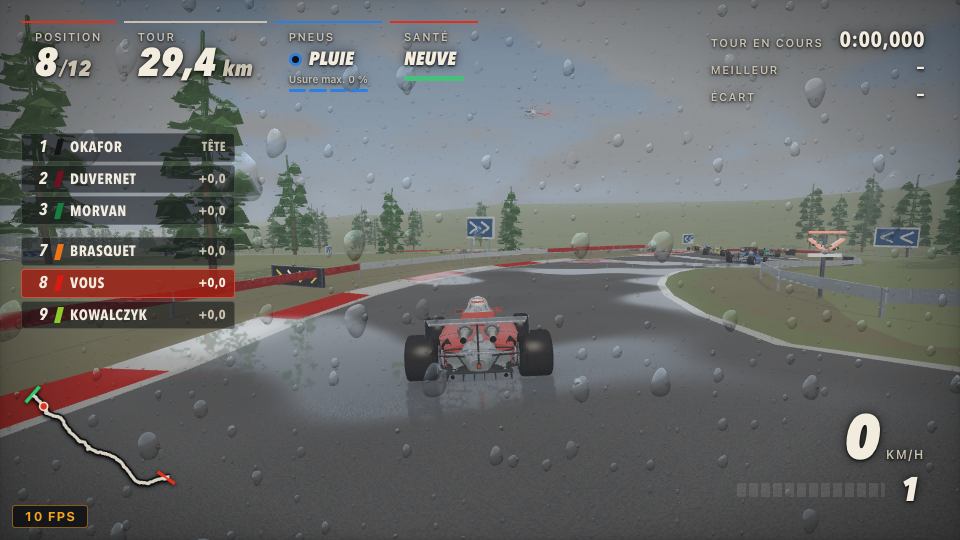 POSITION
8/12
TOUR
29,4 km
PNEUS
PLUIE
Usure max. 0 %
SANTÉ
NEUVE
TOUR EN COURS 0:00,000
MEILLEUR -
ÉCART -
1 OKAFOR TÊTE
2 DUVERNET +0,0
3 MORVAN +0,0
7 BRASQUET +0,0
8 VOUS +0,0
9 KOWALCZYK +0,0
0 KM/H
1
10 FPS